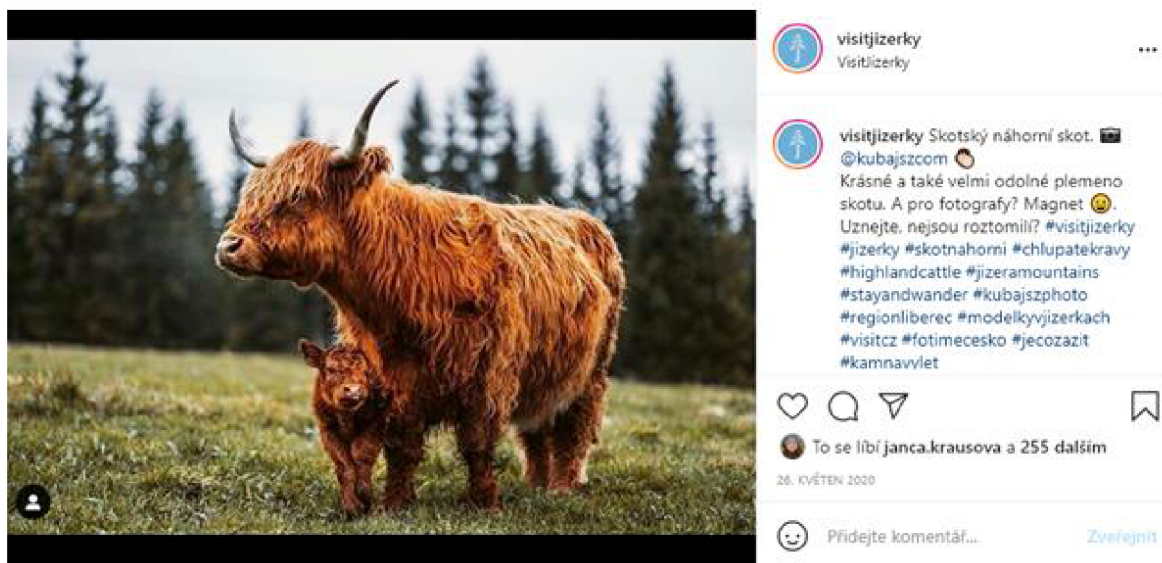 visitjizerky
VisitJizerky
visitjizerky Skotský náhorní skot.
@kubajszcom
Krásné a také velmi odolné plemeno
skotu. A pro fotografy? Magnet
Uznejte, nejsou roztomilí? #visitjizerky
#jizerky #skotnahorni #chlupatekravy
#highlandcattle #jizeramountains
#stayandwander #kubajszphoto
#regionliberec #modelkyvjizerkach
#visitcz #fotimecesko #jecozazit
#kamnavylet
To se líbí janca.krausova a 255 dalším
26. KVĚTEN 2020
Přidejte komentář...
Zveřejnit